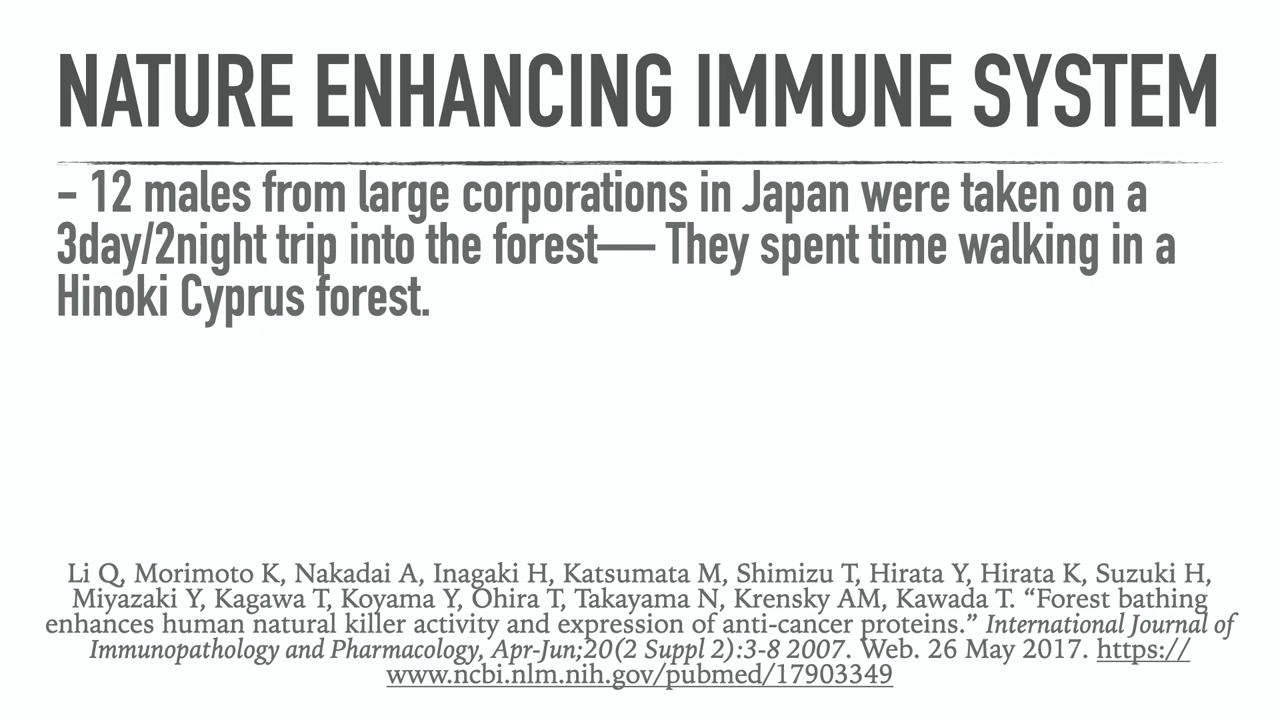 NATURE ENHANCING IMMUNE SYSTEM
- 12 males from large corporations in Japan were taken on a
3day/2night trip into the forest— They spent time walking in a
Hinoki Cyprus forest.
Li Q, Morimoto K, Nakadai A, Inagaki H, Katsumata M, Shimizu T, Hirata Y, Hirata K, Suzuki H,
Miyazaki Y, Kagawa T, Koyama Y, Ohira T, Takayama N, Krensky AM, Kawada T. “Forest bathing
enhances human natural killer activity and expression of anti-cancer proteins.” International Journal of
Immunopathology and Pharmacology, Apr-Jun;20(2 Suppl 2):3-8 2007. Web. 26 May 2017. https://
www.ncbi.nlm.nih.gov/pubmed/17903349